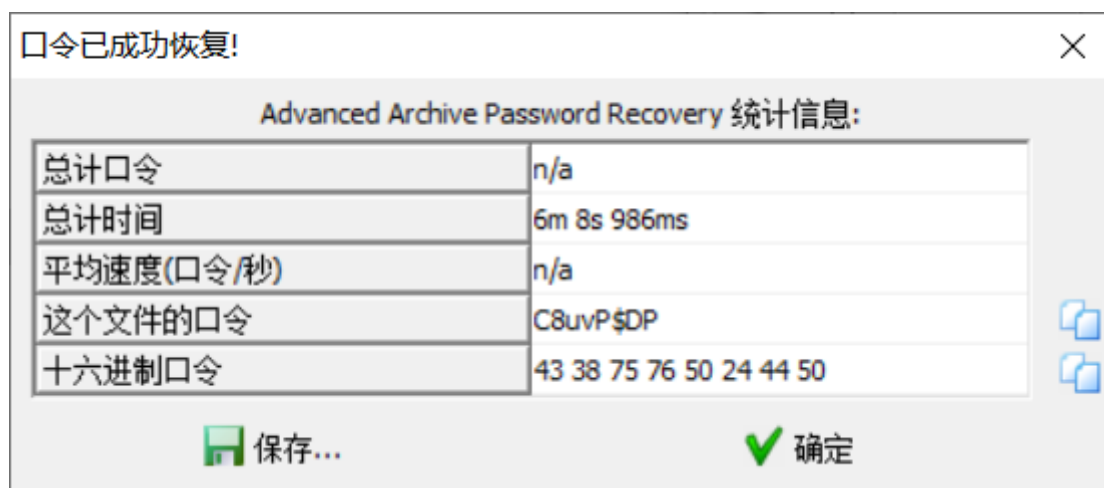 口令已成功恢复!
Advanced Archive Password Recovery 统计信息:
总计口令 n/a
总计时间 6m 8s 986ms
平均速度(口令/秒) n/a
这个文件的口令 C8uvP$DP
十六进制口令 43 38 75 76 50 24 44 50
保存... 确定